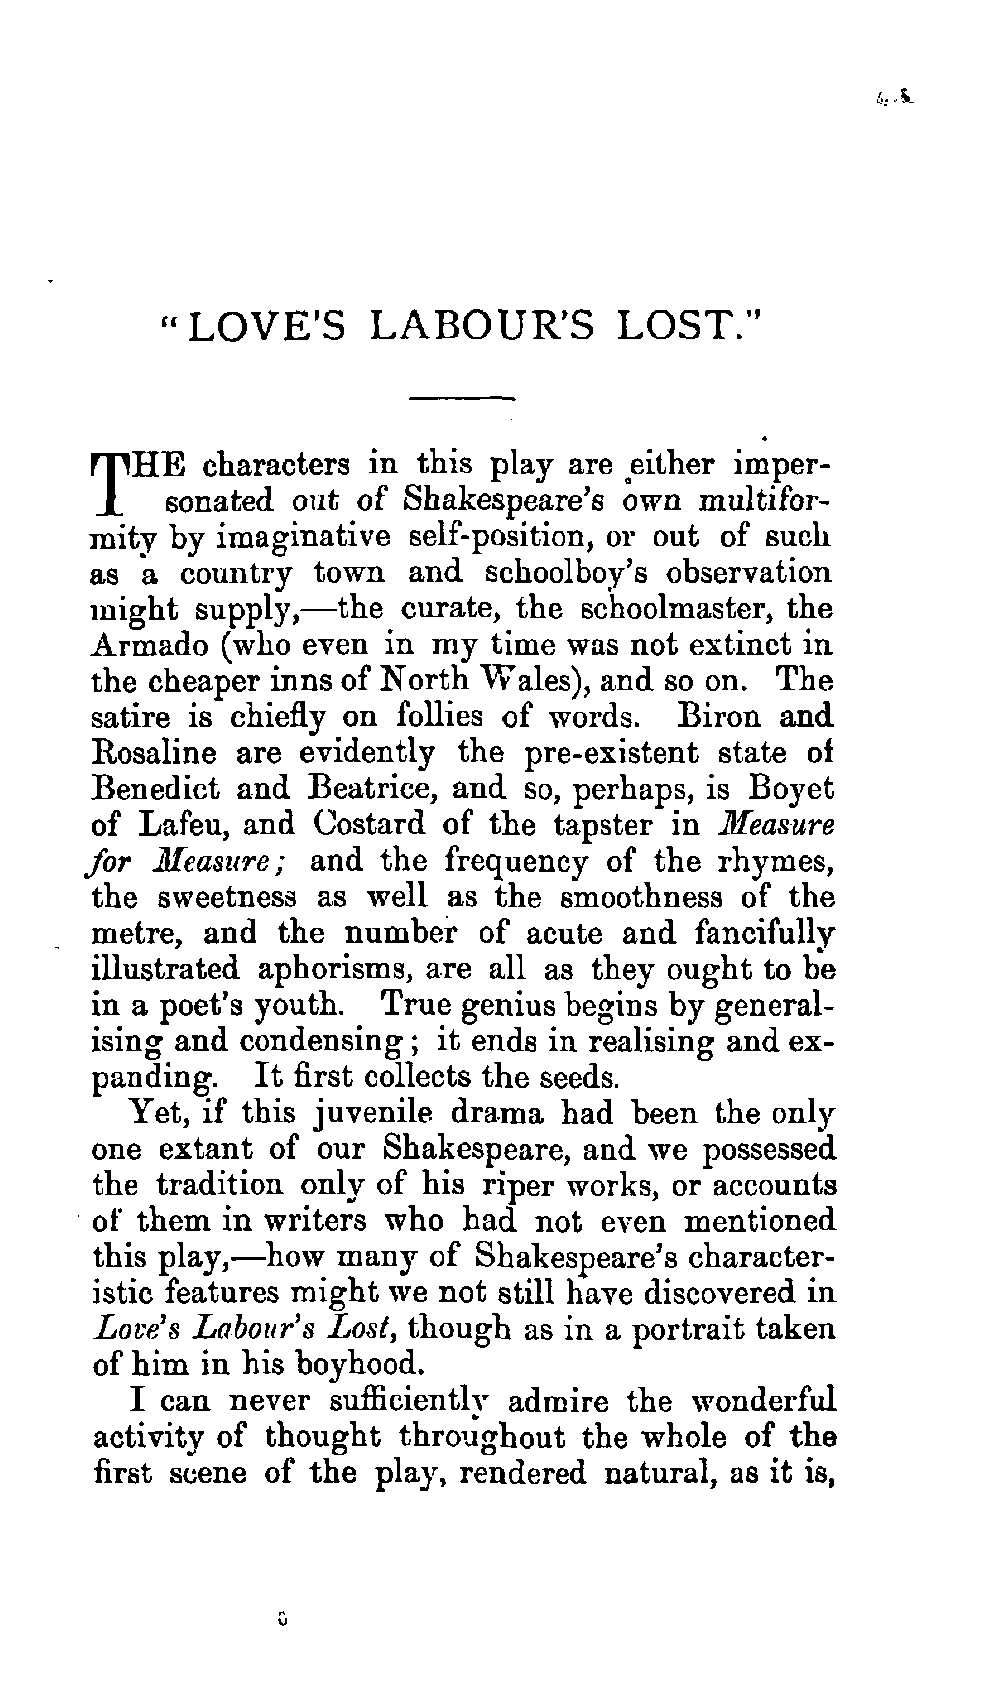 "LOVE'S LABOUR'S LOST."
THE characters in this play are either imper-
sonated out of Shakespeare's own multifor-
mity by imaginative self-position, or out of such
as a country town and schoolboy's observation
might supply,—the curate, the schoolmaster, the
Armado (who even in my time was not extinct in
the cheaper inns of North Wales), and so on. The
satire is chiefly on follies of words. Biron and
Rosaline are evidently the pre-existent state of
Benedict and Beatrice, and so, perhaps, is Boyet
of Lafeu, and Costard of the tapster in Measure
for Measure; and the frequency of the rhymes,
the sweetness as well as the smoothness of the
metre, and the number of acute and fancifully
illustrated aphorisms, are all as they ought to be
in a poet's youth. True genius begins by general-
ising and condensing; it ends in realising and ex-
panding. It first collects the seeds.
Yet, if this juvenile drama had been the only
one extant of our Shakespeare, and we possessed
the tradition only of his riper works, or accounts
of them in writers who had not even mentioned
this play,—how many of Shakespeare's character-
istic features might we not still have discovered in
Love's Labour's Lost, though as in a portrait taken
of him in his boyhood.
I can never sufficiently admire the wonderful
activity of thought throughout the whole of the
first scene of the play, rendered natural, as it is,